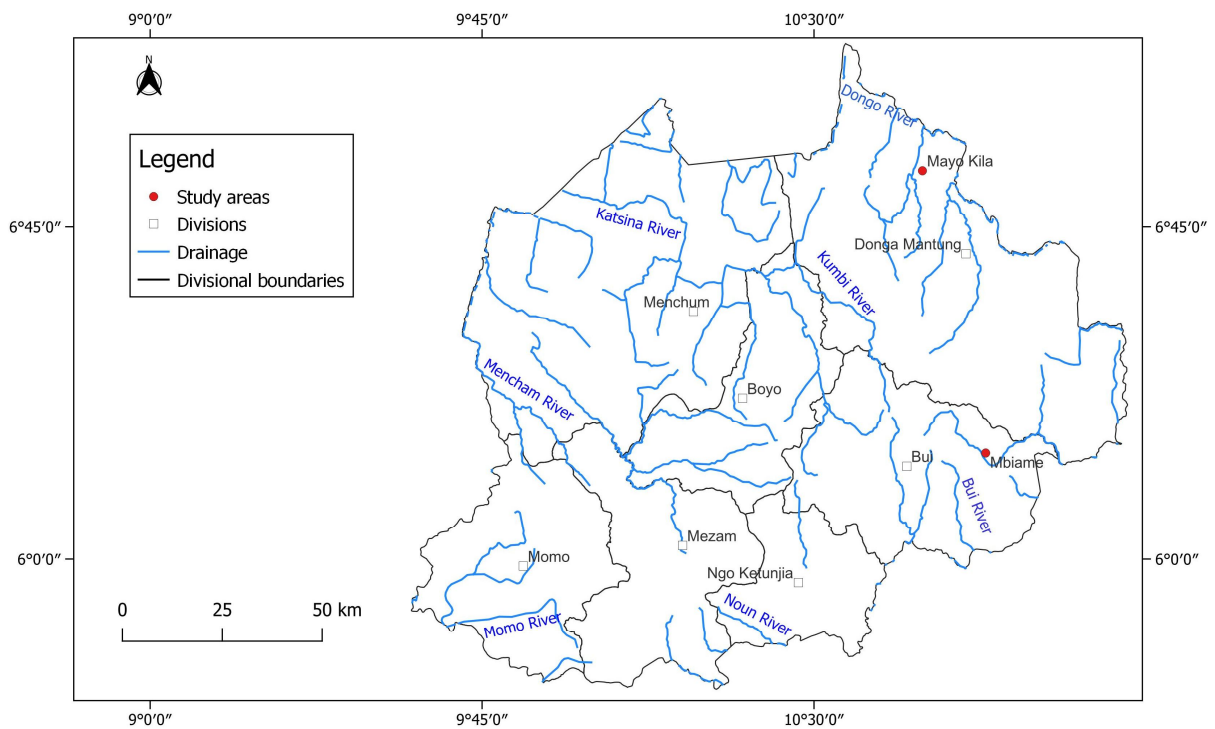 9°0′0″ 9°45′0″ 10°30′0″
N
Dongo River
Legend
Study areas
Divisions
Drainage
Divisional boundaries
Mayo Kila
Katsina River
6°45′0″ 6°45′0″
Donga Mantung
Kumbi River
Menchum
Mencham River
Boyo
Bui
Mbiame
Bui River
Mezam
6°0′0″ 6°0′0″
Momo
Ngo Ketunjia
0 25 50 km
Noun River
Momo River
9°0′0″ 9°45′0″ 10°30′0″